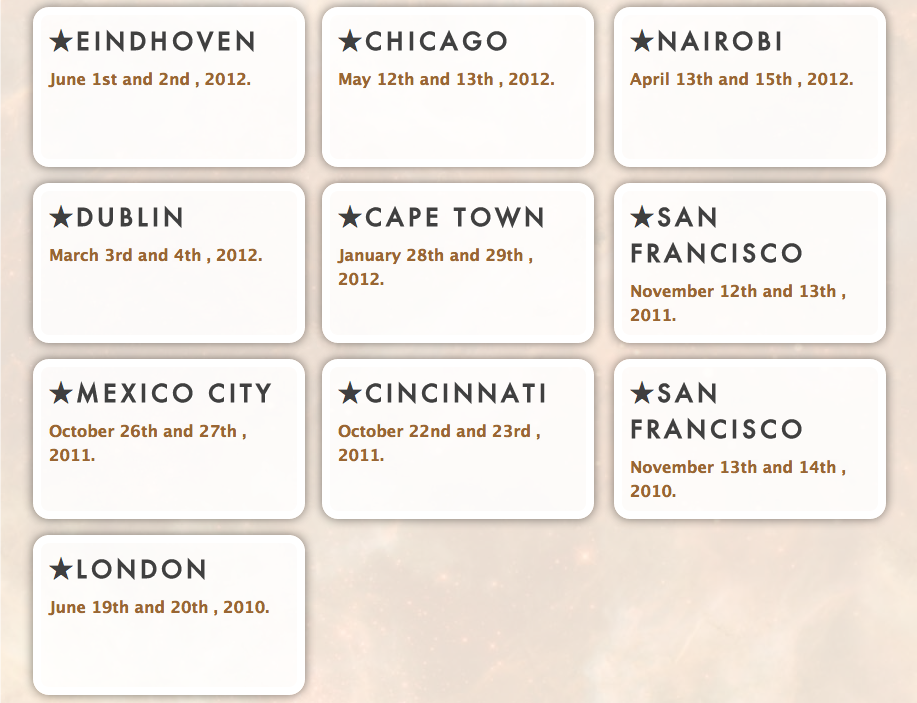 ★EINDHOVEN
June 1st and 2nd , 2012.
★CHICAGO
May 12th and 13th , 2012.
★NAIROBI
April 13th and 15th , 2012.
★DUBLIN
March 3rd and 4th , 2012.
★CAPE TOWN
January 28th and 29th ,
2012.
★SAN
FRANCISCO
November 12th and 13th ,
2011.
★MEXICO CITY
October 26th and 27th ,
2011.
★CINCINNATI
October 22nd and 23rd ,
2011.
★SAN
FRANCISCO
November 13th and 14th ,
2010.
★LONDON
June 19th and 20th , 2010.